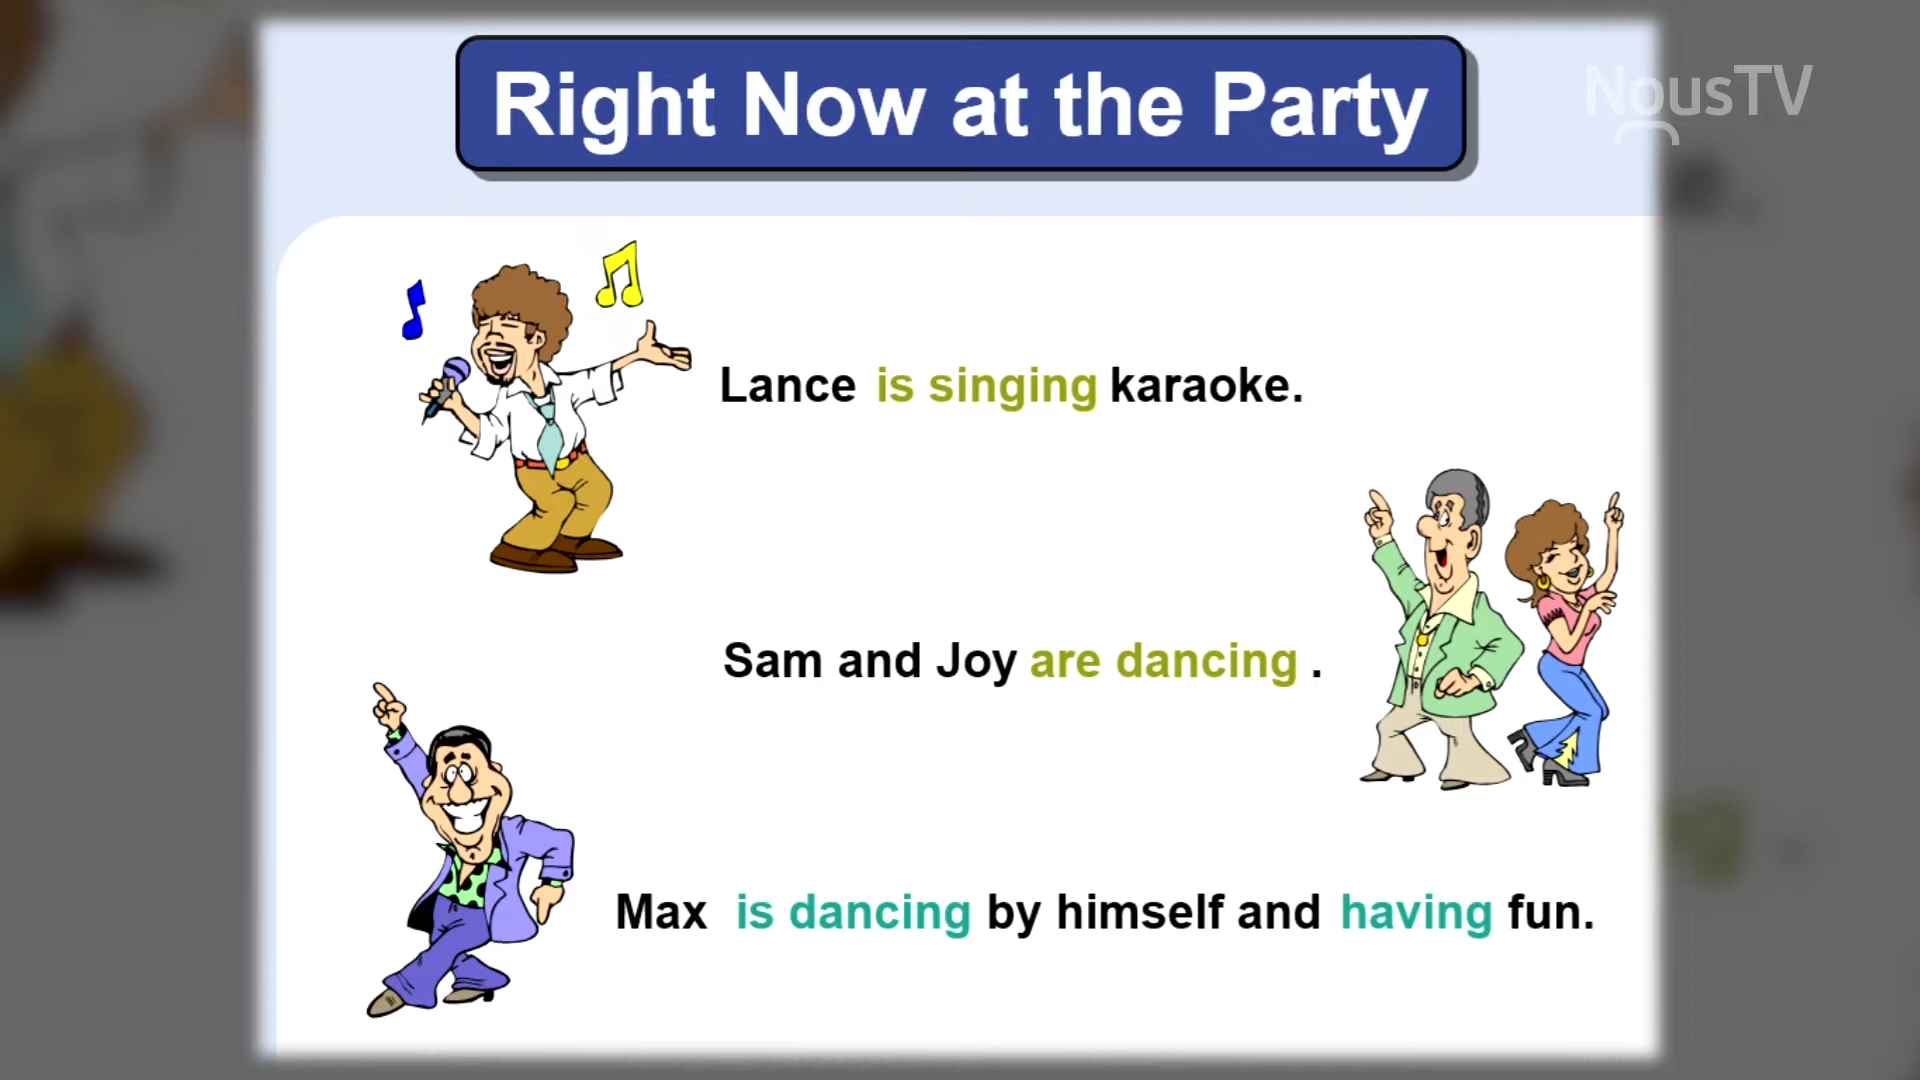 Right Now at the Party
NousTV
Lance is singing karaoke.
Sam and Joy are dancing .
Max is dancing by himself and having fun.